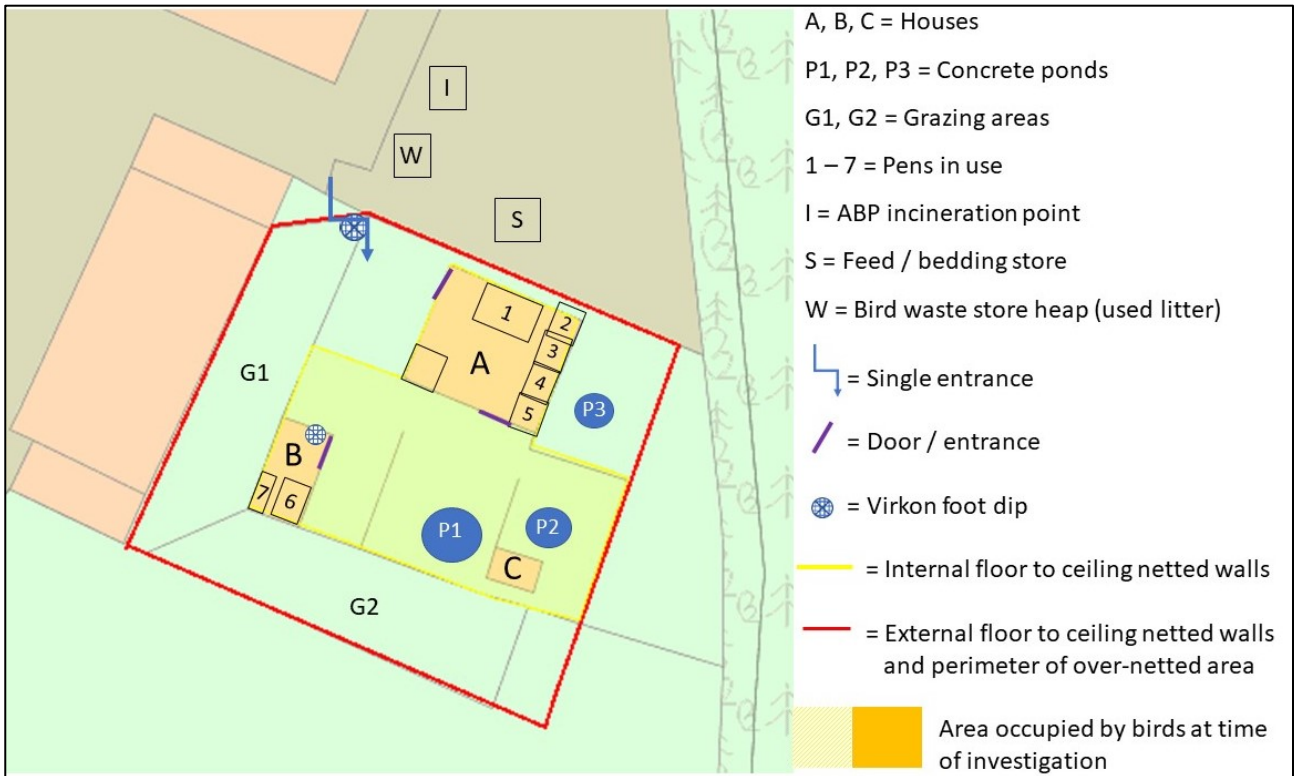 I
W
S
1
2
3
4
5
A
G1
P3
B
7
6
P1
P2
C
G2
A, B, C = Houses
P1, P2, P3 = Concrete ponds
G1, G2 = Grazing areas
1 – 7 = Pens in use
I = ABP incineration point
S = Feed / bedding store
W = Bird waste store heap (used litter)
= Single entrance
= Door / entrance
= Virkon foot dip
= Internal floor to ceiling netted walls
= External floor to ceiling netted walls
and perimeter of over-netted area
Area occupied by birds at time
of investigation